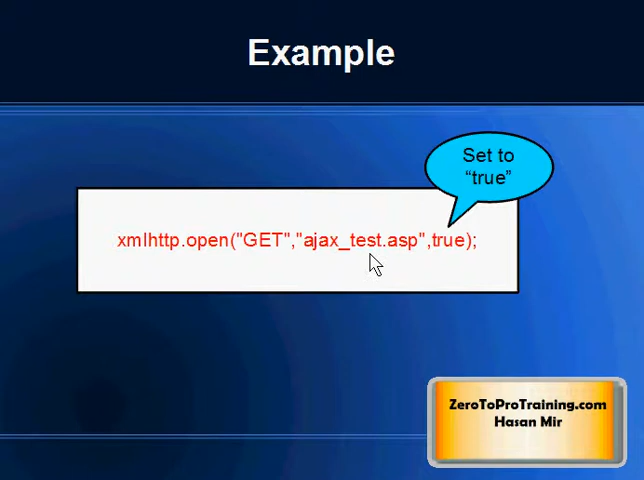 Example
Set to
“true”
xmlhttp.open("GET","ajax_test.asp",true);
ZeroToProTraining.com
Hasan Mir